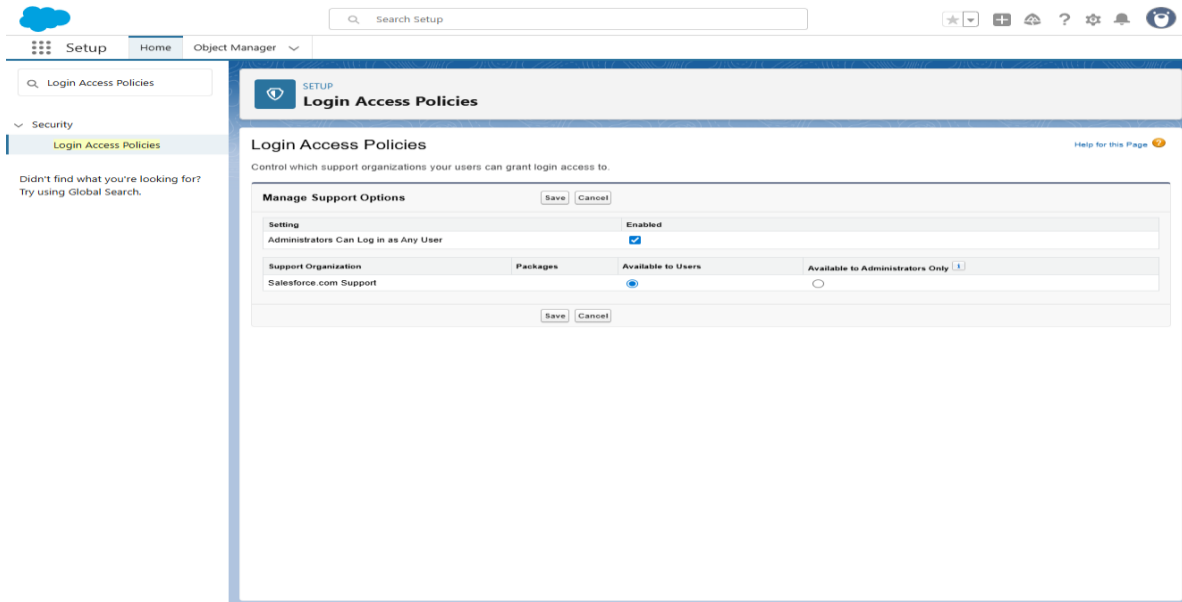 Search Setup
Setup
Home
Object Manager
Login Access Policies
Security
Login Access Policies
Didn't find what you're looking for?
Try using Global Search.
SETUP
Login Access Policies
Login Access Policies
Help for this Page ?
Control which support organizations your users can grant login access to.
Manage Support Options Save Cancel
Setting Enabled
Administrators Can Log in as Any User
Support Organization Packages Available to Users Available to Administrators Only i
Salesforce.com Support
Save Cancel